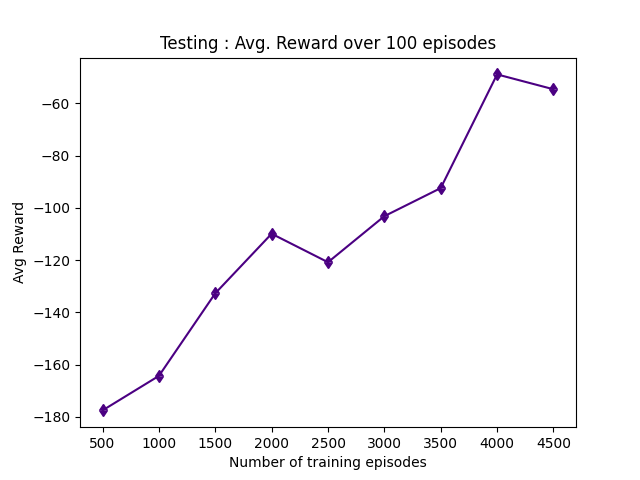 Testing : Avg. Reward over 100 episodes
−60
−80
−100
−120
−140
−160
−180
Avg Reward
500 1000 1500 2000 2500 3000 3500 4000 4500
Number of training episodes